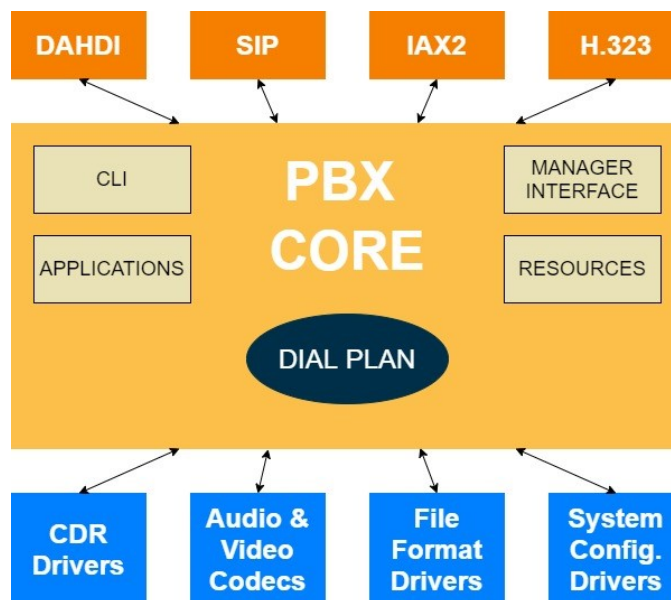 DAHDI
SIP
IAX2
H.323
PBX
CORE
CLI
MANAGER
INTERFACE
APPLICATIONS
RESOURCES
DIAL PLAN
CDR
Drivers
Audio &
Video
Codecs
File
Format
Drivers
System
Config.
Drivers